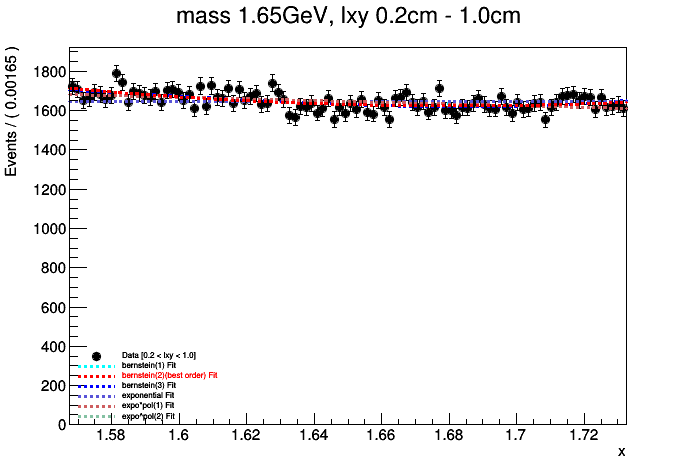 mass 1.65GeV, lxy 0.2cm - 1.0cm
Events / ( 0.00165 )
1800
1600
1400
1200
1000
800
600
400
200
0
Data [0.2 < lxy < 1.0]
bernstein(1) Fit
bernstein(2)(best order) Fit
bernstein(3) Fit
exponential Fit
expo*pol(1) Fit
expo*pol(2) Fit
1.58 1.6 1.62 1.64 1.66 1.68 1.7 1.72
x